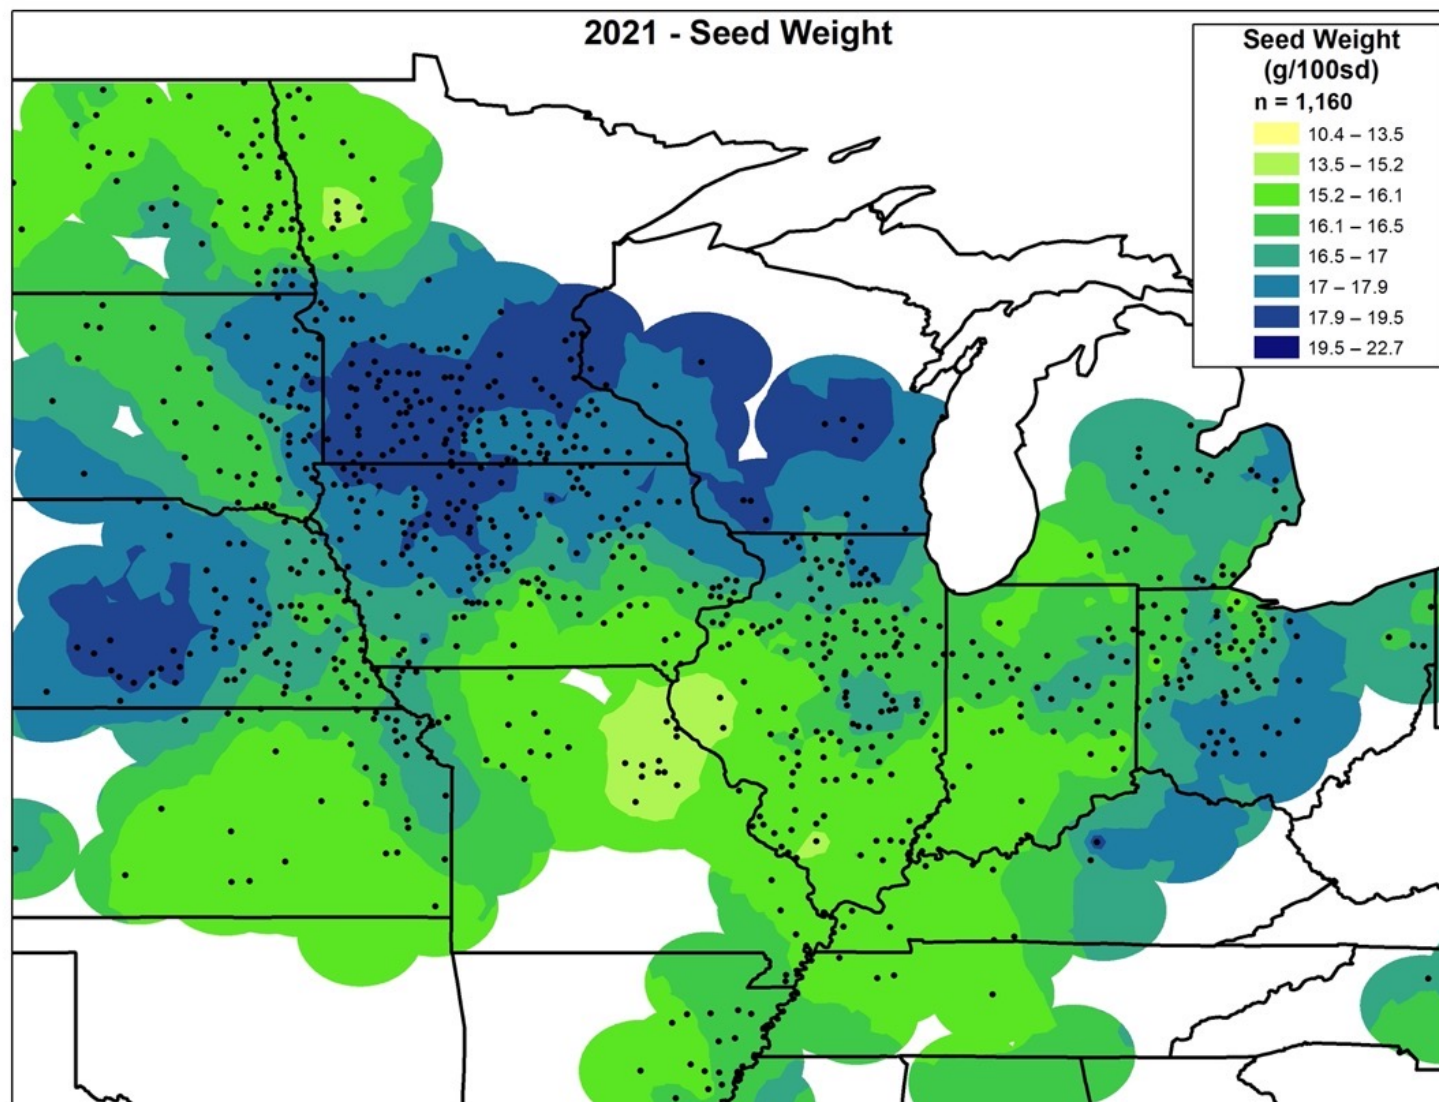 2021 - Seed Weight
Seed Weight
(g/100sd)
n = 1,160
10.4 – 13.5
13.5 – 15.2
15.2 – 16.1
16.1 – 16.5
16.5 – 17
17 – 17.9
17.9 – 19.5
19.5 – 22.7